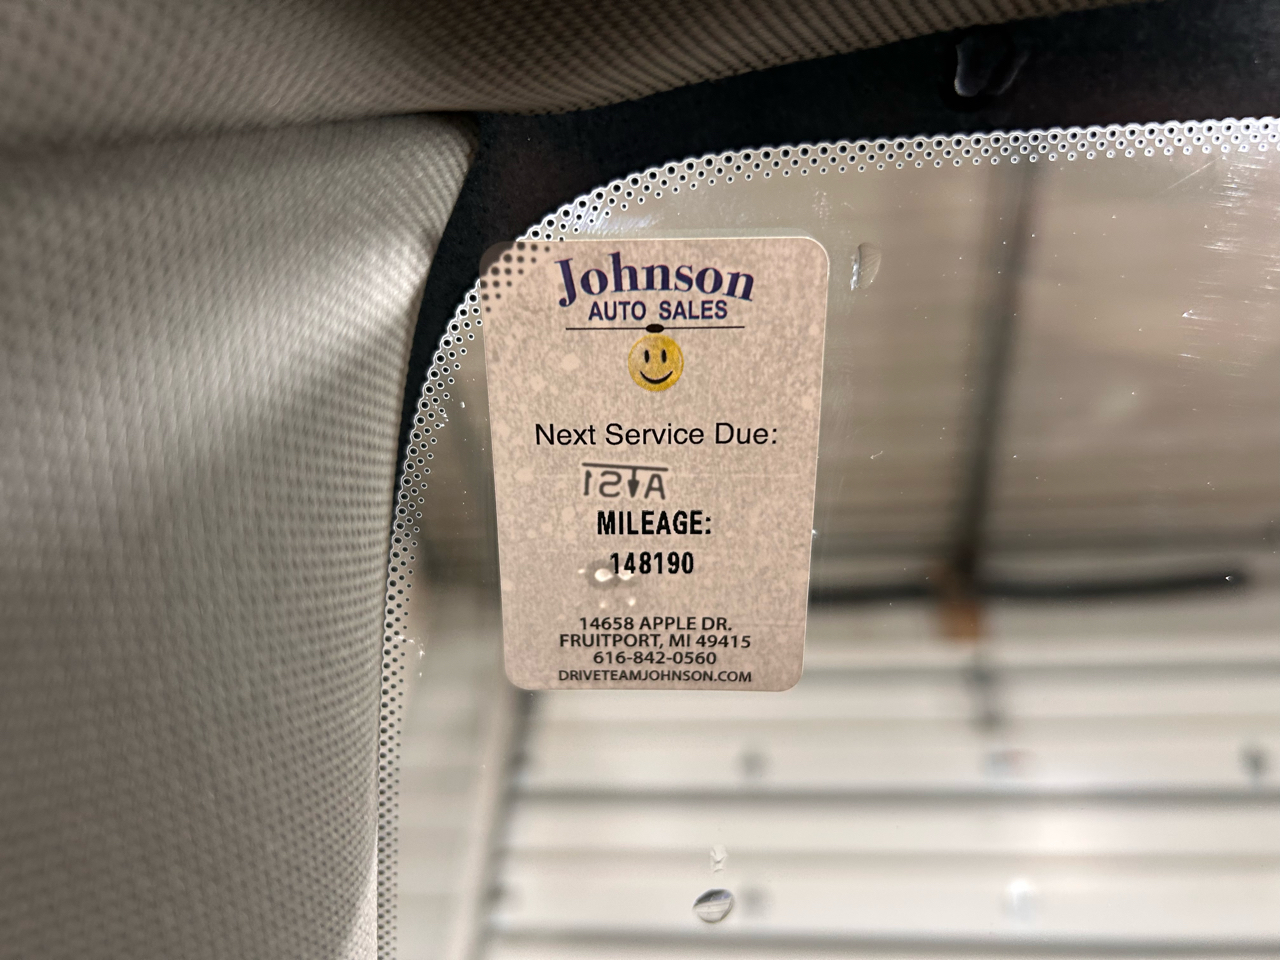 Johnson
AUTO SALES
Next Service Due:
MILEAGE:
148190
14658 APPLE DR.
FRUITPORT, MI 49415
616-842-0560
DRIVETEAMJOHNSON.COM